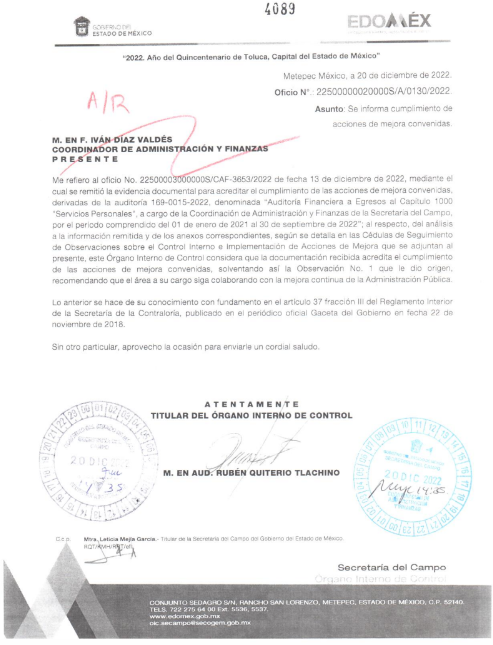 4089
GOBIERNO DEL
ESTADO DE MÉXICO
EDOMÉX
"2022. Año del Quincentenario de Toluca, Capital del Estado de México"
Metepec México, a 20 de diciembre de 2022.
Oficio N°.: 22500000020000S/A/0130/2022.
Asunto: Se informa cumplimiento de
acciones de mejora convenidas.
A/R
M. EN F. IVÁN DÍAZ VALDÉS
COORDINADOR DE ADMINISTRACIÓN Y FINANZAS
P R E S E N T E
Me refiero al oficio No. 22500003000000S/CAF-3653/2022 de fecha 13 de diciembre de 2022, mediante el
cual se remitió la evidencia documental para acreditar el cumplimiento de las acciones de mejora convenidas,
derivadas de la auditoría 169-0015-2022, denominada "Auditoría Financiera a Egresos al Capítulo 1000
"Servicios Personales", a cargo de la Coordinación de Administración y Finanzas de la Secretaría del Campo,
por el periodo comprendido del 01 de enero de 2021 al 30 de septiembre de 2022"; al respecto, del análisis
a la información remitida y de los anexos correspondientes, según se detalla en las Cédulas de Seguimiento
de Observaciones sobre el Control Interno e Implementación de Acciones de Mejora que se adjuntan al
presente, este Órgano Interno de Control considera que la documentación recibida acredita el cumplimiento
de las acciones de mejora convenidas, solventando así la Observación No. 1 que le dio origen,
recomendando que el área a su cargo siga colaborando con la mejora continua de la Administración Pública.
Lo anterior se hace de su conocimiento con fundamento en el artículo 37 fracción III del Reglamento Interior
de la Secretaría de la Contraloría, publicado en el periódico oficial Gaceta del Gobierno en fecha 22 de
noviembre de 2018.
Sin otro particular, aprovecho la ocasión para enviarle un cordial saludo.
A T E N T A M E N T E
TITULAR DEL ÓRGANO INTERNO DE CONTROL
20 DIC
20 DIC 2022
14:35
M. EN AUD. RUBÉN QUITERIO TLACHINO
C.c.p. Mtra. Leticia Mejía García.- Titular de la Secretaría del Campo del Gobierno del Estado de México.
Secretaría del Campo
Órgano Interno de Control
CONJUNTO SEDAGRO S/N, RANCHO SAN LORENZO, METEPEC, ESTADO DE MÉXICO, C.P. 52140.
TELS. 722 275 64 00 Ext. 5536, 5537.
www.edomex.gob.mx
oic.secampo@secogem.gob.mx